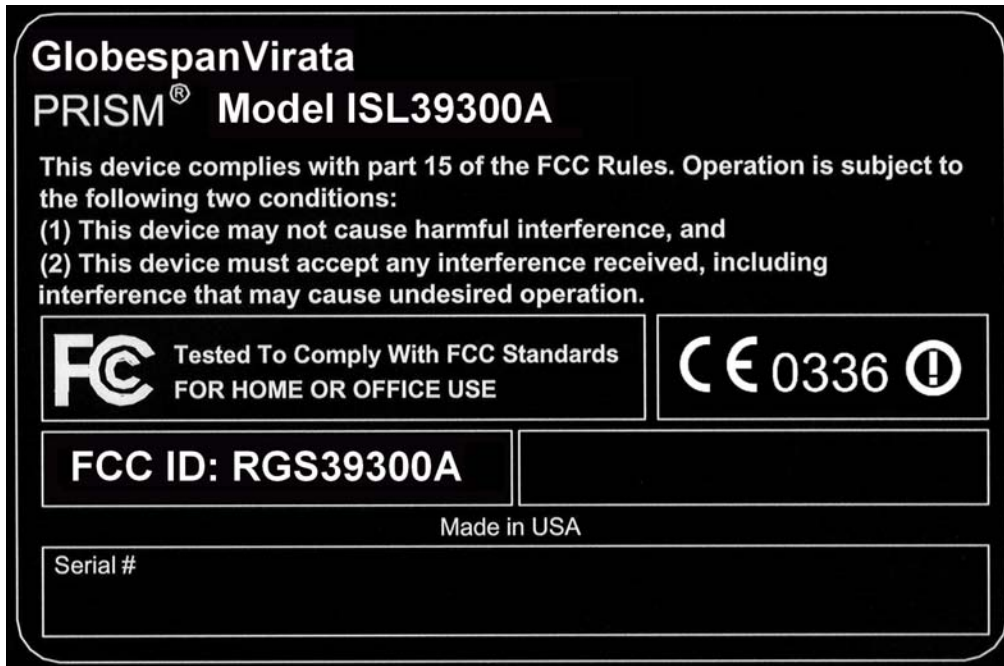 GlobespanVirata
PRISM® Model ISL39300A
This device complies with part 15 of the FCC Rules. Operation is subject to
the following two conditions:
(1) This device may not cause harmful interference, and
(2) This device must accept any interference received, including
interference that may cause undesired operation.
FC Tested To Comply With FCC Standards
FOR HOME OR OFFICE USE
CE 0336 !
FCC ID: RGS39300A
Made in USA
Serial #